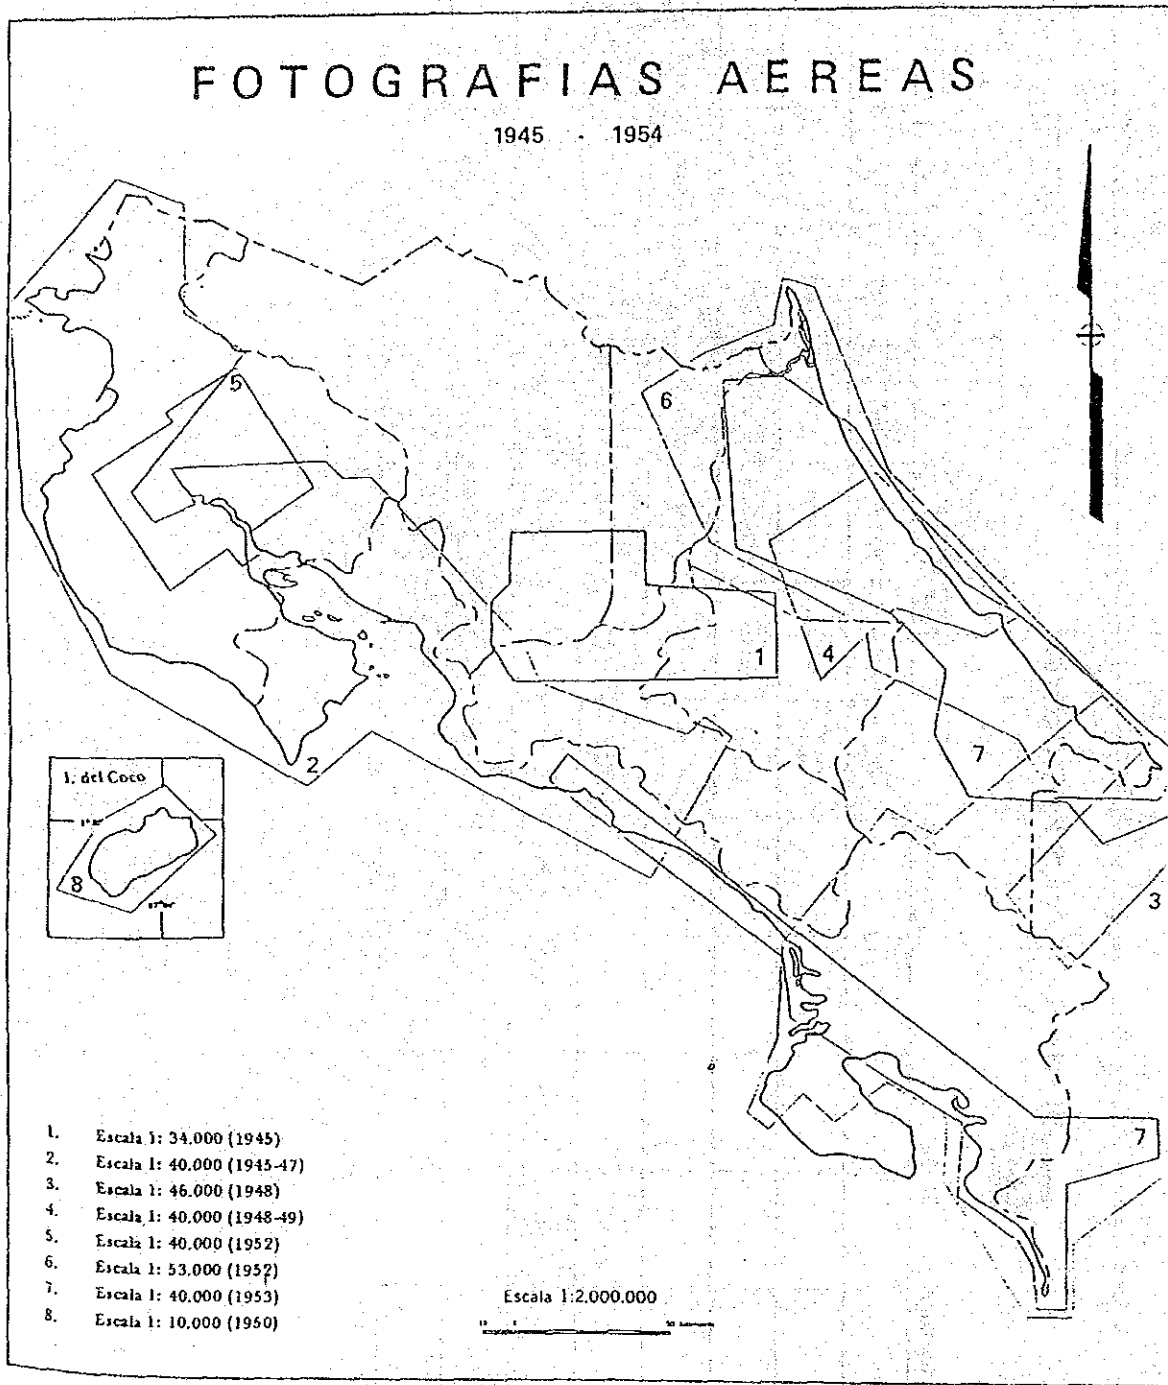 FOTOGRAFIAS AEREAS
1945 - 1954
5
6
1
4
7
2
I. del Coco
8
3
7
1. Escala 1: 34.000 (1945)
2. Escala 1: 40.000 (1945-47)
3. Escala 1: 46.000 (1948)
4. Escala 1: 40.000 (1948-49)
5. Escala 1: 40.000 (1952)
6. Escala 1: 53.000 (1952)
7. Escala 1: 40.000 (1953)
8. Escala 1: 10.000 (1950)
Escala 1:2.000.000